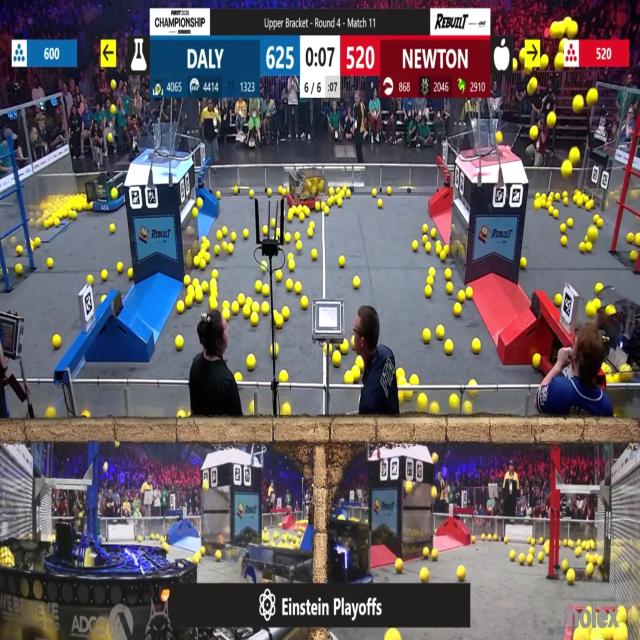 FIRST
CHAMPIONSHIP
Upper Bracket - Round 4 - Match 11
REBUILT
600
DALY
625
0:07
520
NEWTON
520
4065
4414
1323
6 / 6
:07
868
2046
2910
REBUILT
REBUILT
Einstein Playoffs
rolex